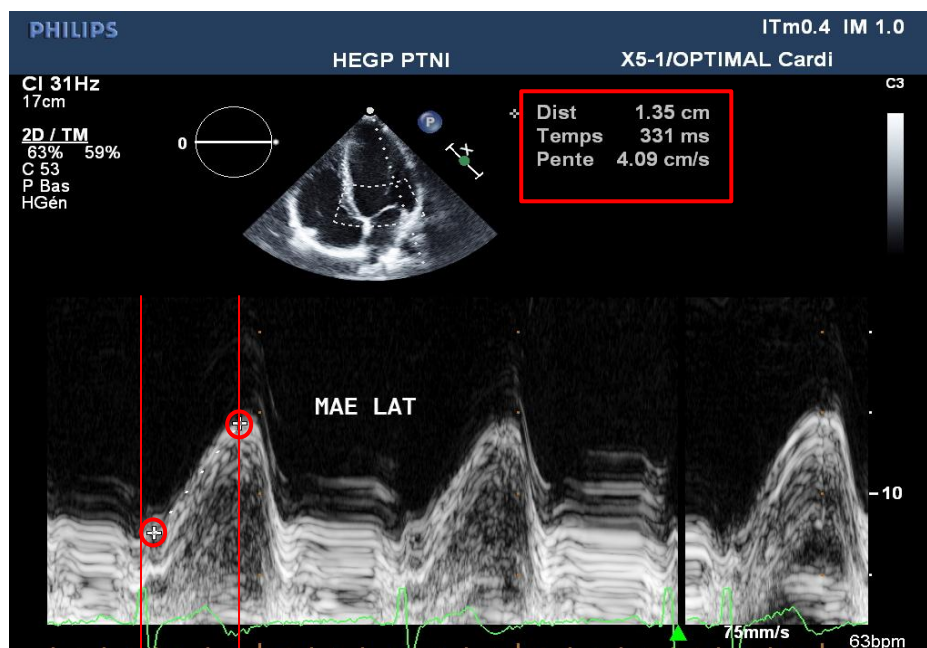 PHILIPS
ITm0.4 IM 1.0
HEGP PTNI
X5-1/OPTIMAL Cardi
CI 31Hz
17cm
2D / TM
63% 59%
C 53
P Bas
HGén
0
P
X
C3
Dist 1.35 cm
Temps 331 ms
Pente 4.09 cm/s
MAE LAT
-10
75mm/s
63bpm